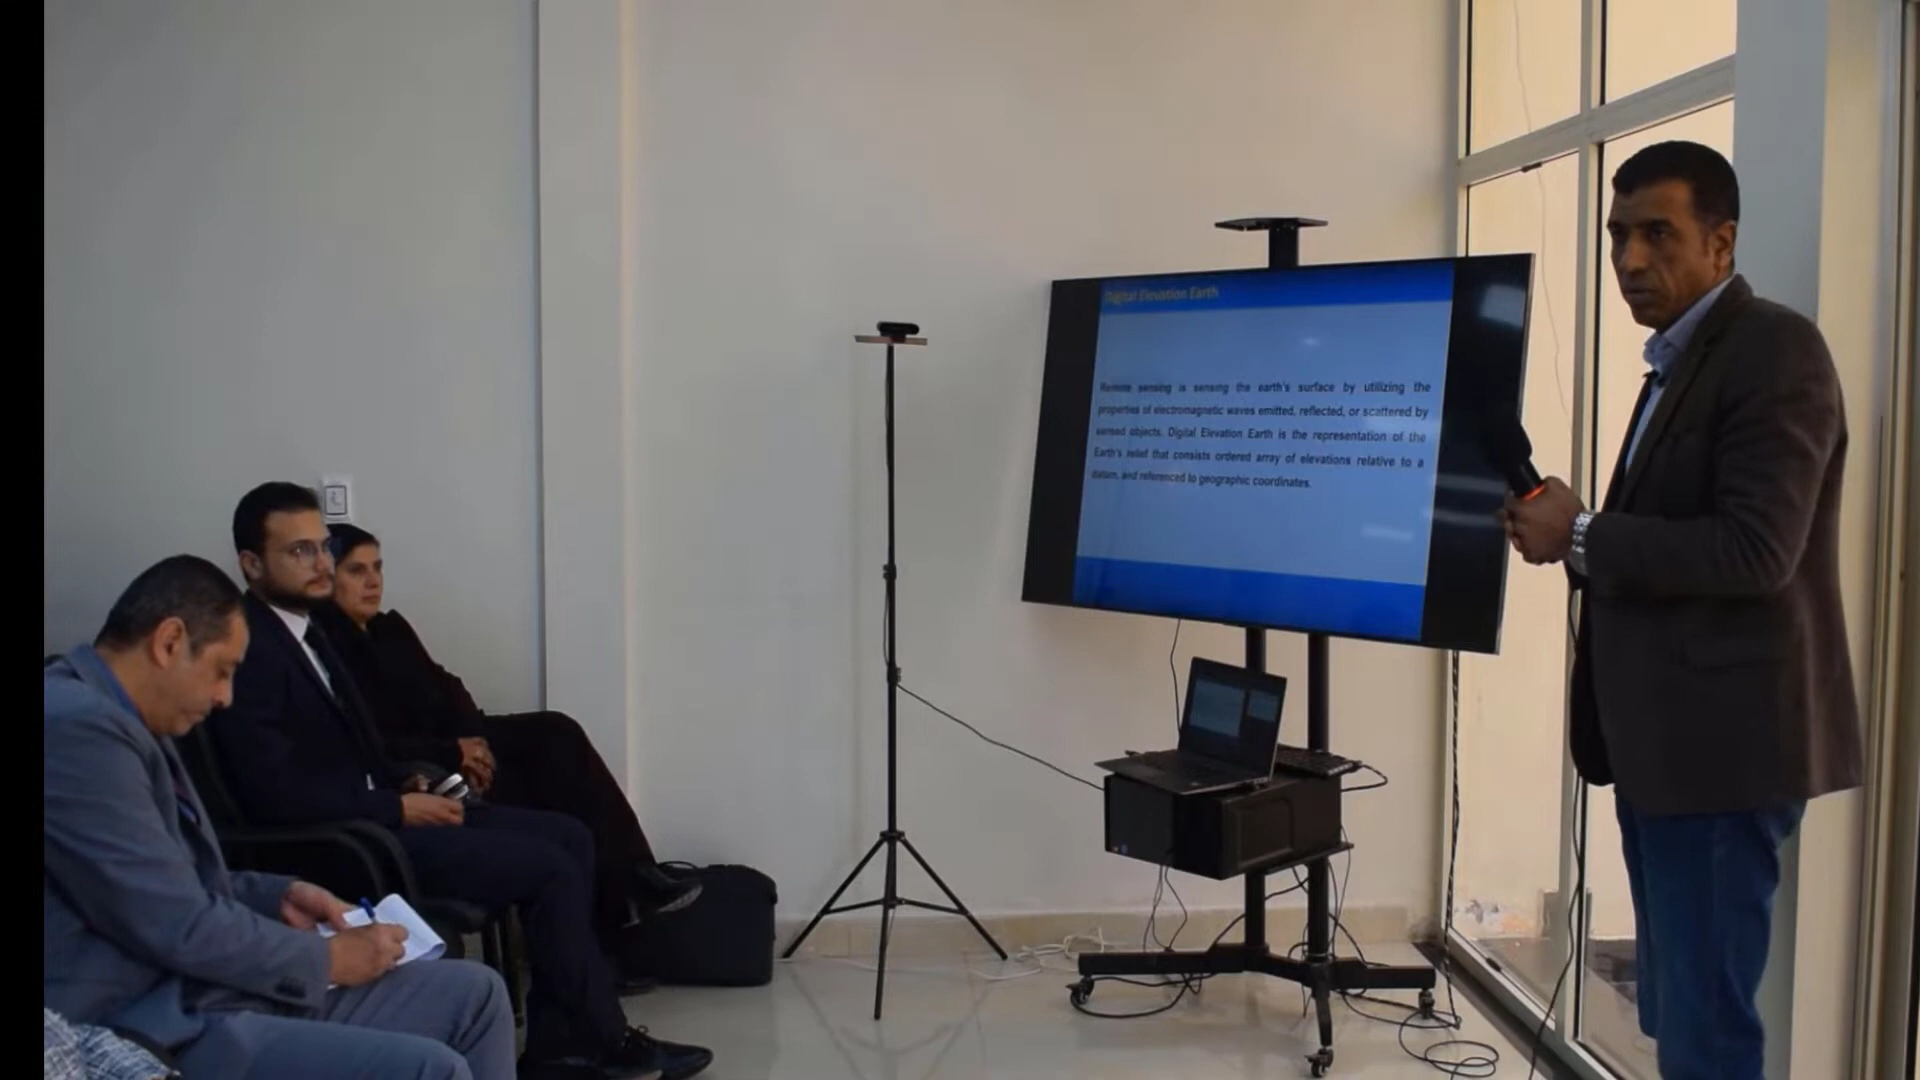 Digital Elevation Earth
Remote sensing is sensing the earth's surface by utilizing the
properties of electromagnetic waves emitted, reflected, or scattered by
sensed objects. Digital Elevation Earth is the representation of the
Earth's relief that consists ordered array of elevations relative to a
datum, and referenced to geographic coordinates.